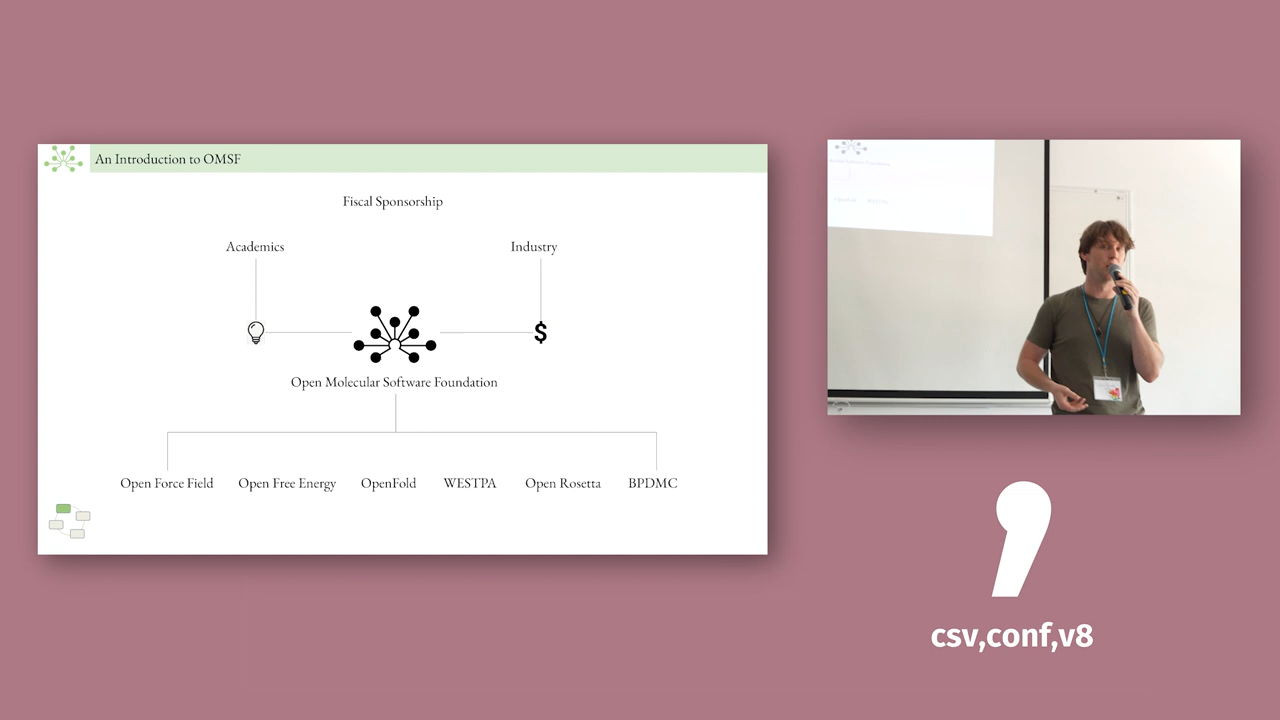 An Introduction to OMSF
Fiscal Sponsorship
Academics
Industry
$
Open Molecular Software Foundation
Open Force Field
Open Free Energy
OpenFold
WESTPA
Open Rosetta
BPDMC
,
csv,conf,v8